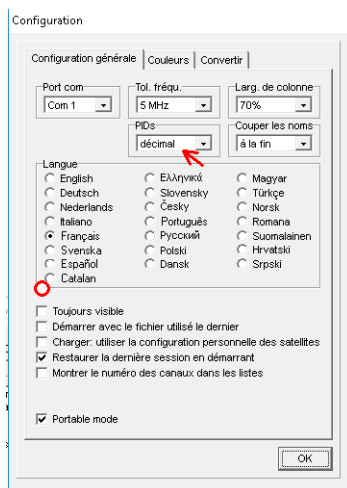 Configuration
Configuration générale Couleurs Convertir
Port com Tol. fréqu. Larg. de colonne
Com 1 5 MHz 70%
PIDs Couper les noms
décimal à la fin
Langue
English Ελληνικά Magyar
Deutsch Slovensky Türkçe
Nederlands Česky Norsk
Italiano Português Romana
Français Русский Suomalainen
Svenska Polski Hrvatski
Español Dansk Srpski
Catalan
Toujours visible
Démarrer avec le fichier utilisé le dernier
Charger: utiliser la configuration personnelle des satellites
Restaurer la dernière session en démarrant
Montrer le numéro des canaux dans les listes
Portable mode
OK